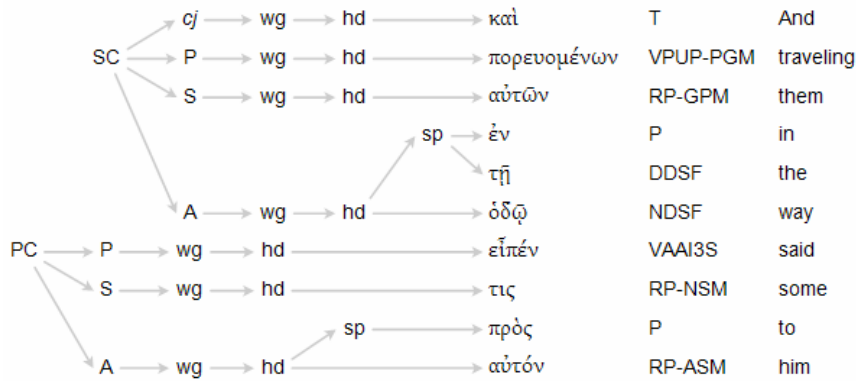 cj wg hd καὶ T And
SC P wg hd πορευομένων VPUP-PGM traveling
S wg hd αὐτῶν RP-GPM them
sp ἐν P in
τῇ DDSF the
A wg hd ὁδῷ NDSF way
PC P wg hd εἶπέν VAAI3S said
S wg hd τις RP-NSM some
sp πρὸς P to
A wg hd αὐτόν RP-ASM him